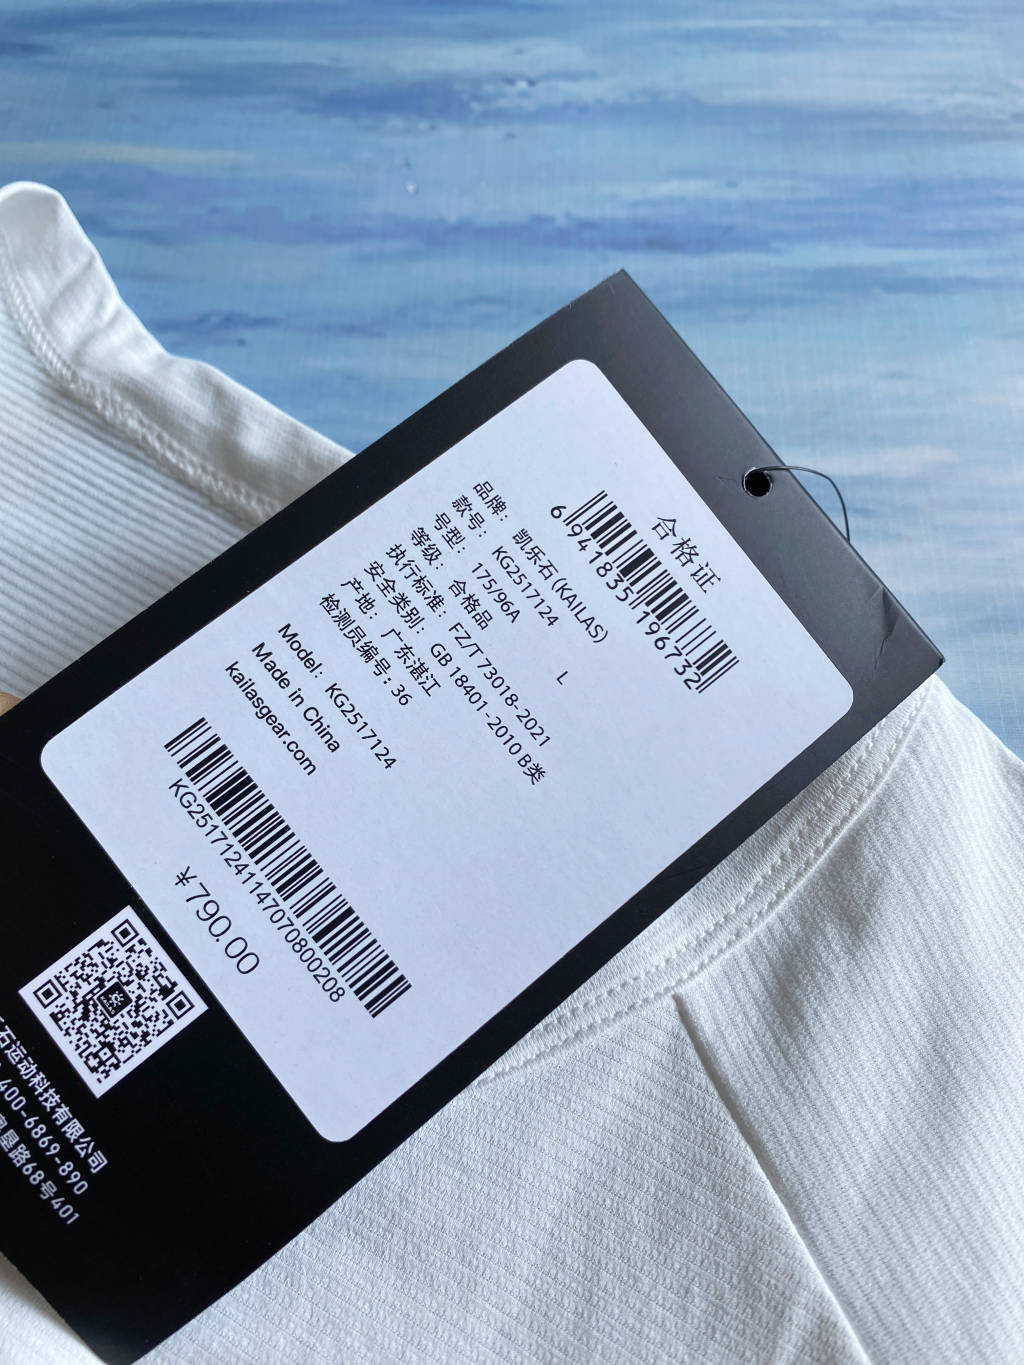 合格证
6 941835 196732
品牌： 凯乐石(KAILAS)
款号： KG2517124
号型： 175/96A L
等级： 合格品
执行标准： FZ/T 73018-2021
安全类别： GB 18401-2010 B类
产地： 广东湛江
检测员编号：36
Model: KG2517124
Made in China
kailasgear.com
KG25171241147070800208
¥790.00
石运动科技有限公司
400-6869-890
路68号401